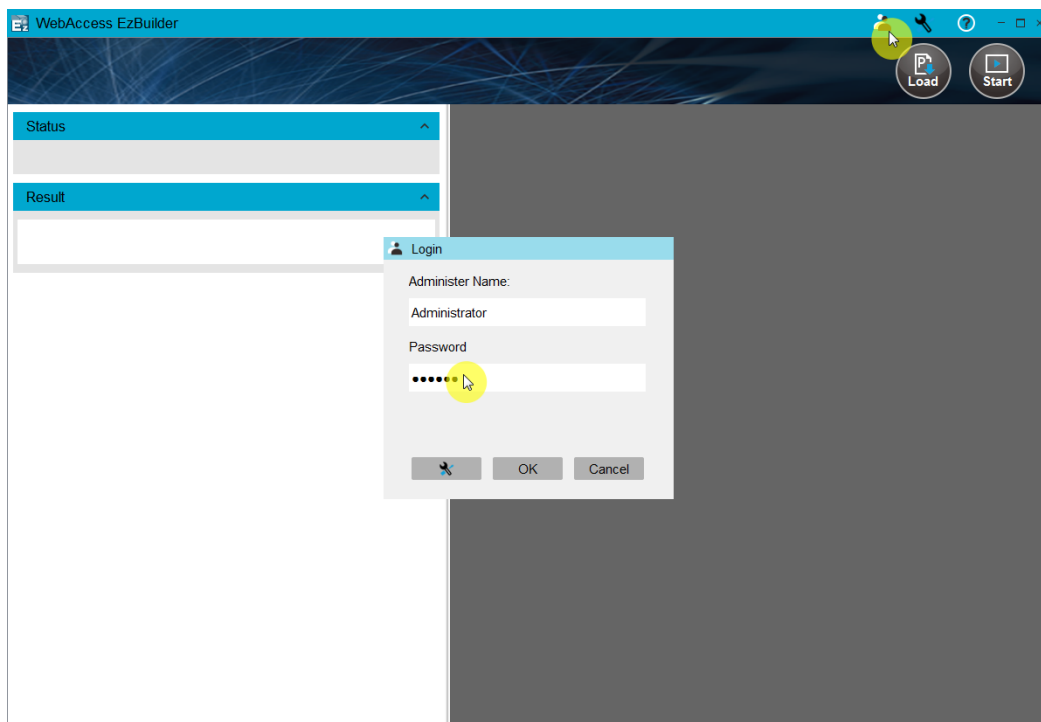 WebAccess EzBuilder
Load
Start
Status
Result
Login
Administer Name:
Administrator
Password
••••••
OK
Cancel